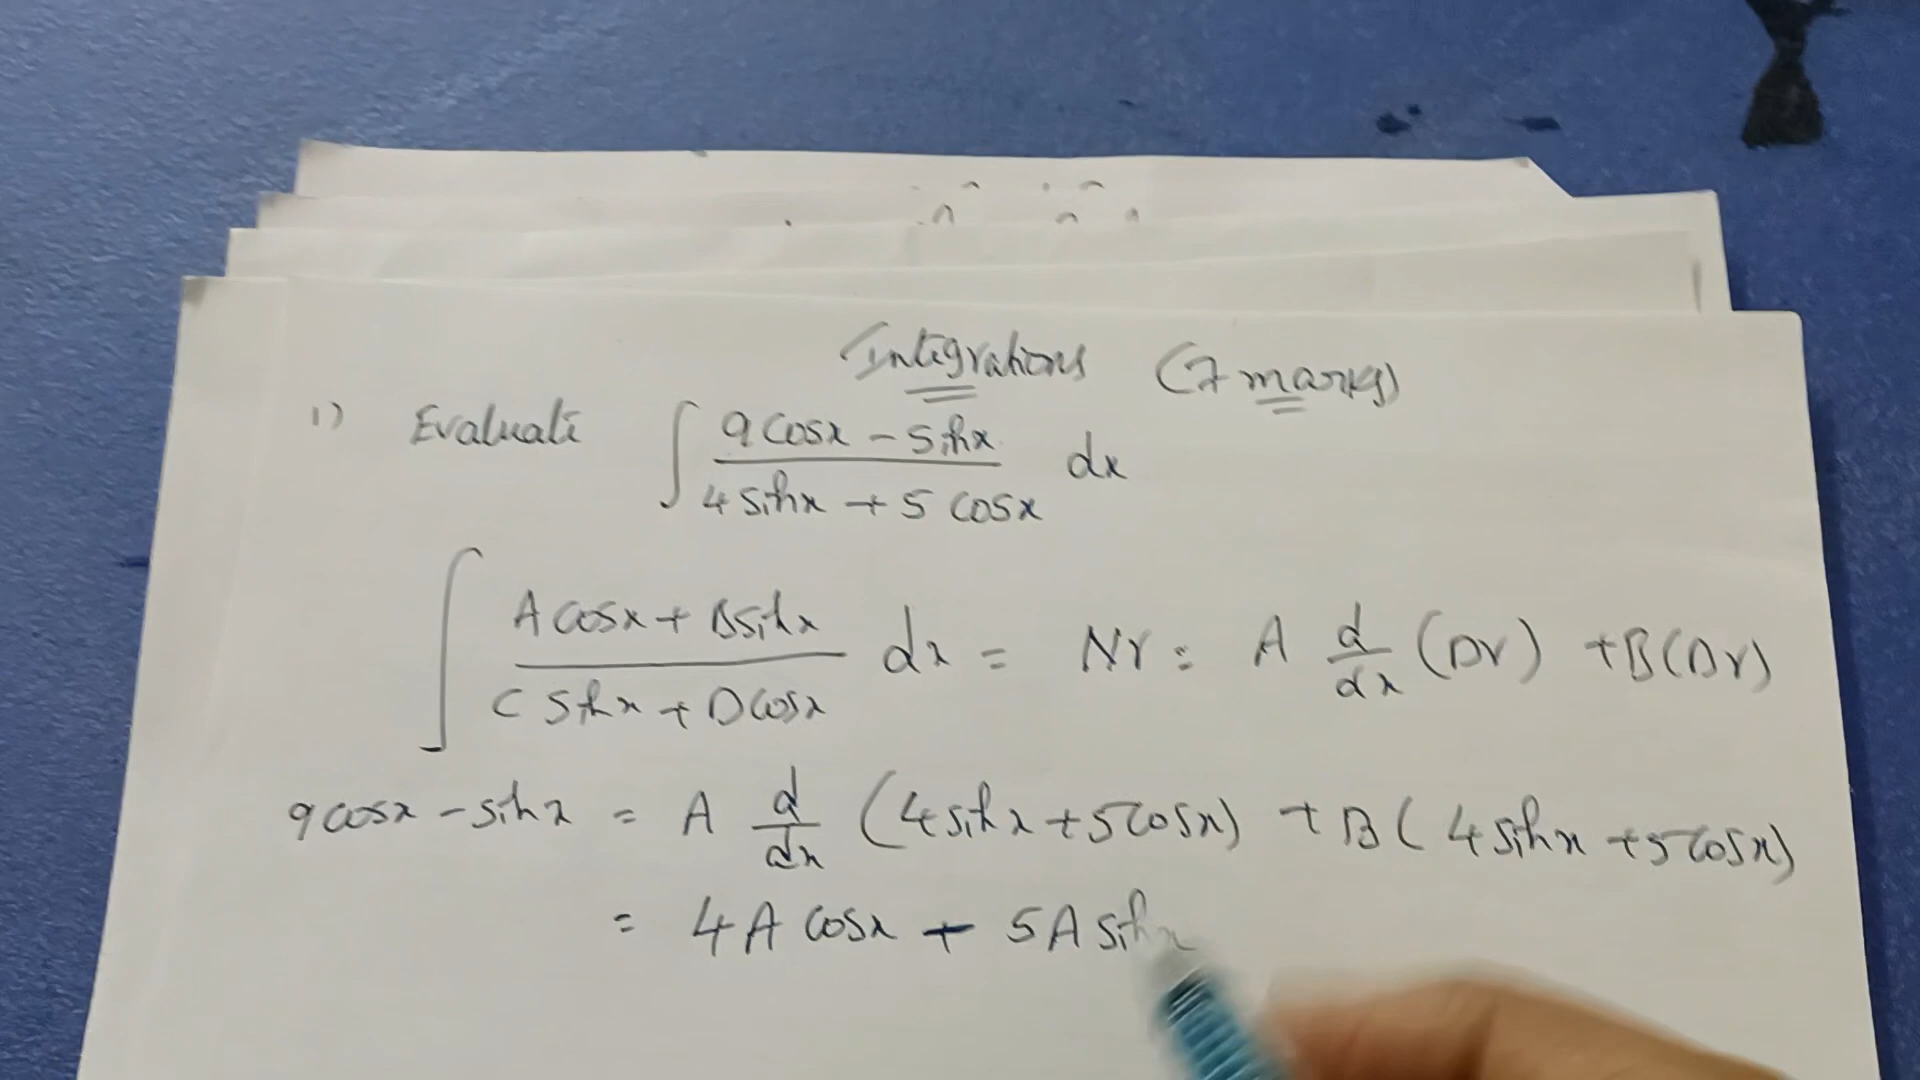 Integrations (7 marks)
1) Evaluate ∫ (9 cosx - sinx)/(4 sinx + 5 cosx) dx
∫ (A cosx + B sinx)/(C sinx + D cosx) dx = Nr = A d/dx (Dr) + B(Dr)
9 cosx - sinx = A d/dx (4 sinx + 5 cosx) + B (4 sinx + 5 cosx)
= 4A cosx - 5A sinx